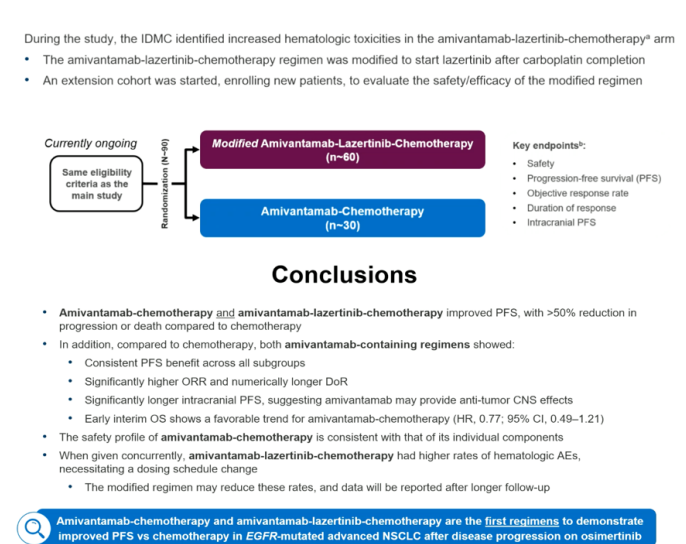 During the study, the IDMC identified increased hematologic toxicities in the amivantamab-lazertinib-chemotherapyᵃ arm
• The amivantamab-lazertinib-chemotherapy regimen was modified to start lazertinib after carboplatin completion
• An extension cohort was started, enrolling new patients, to evaluate the safety/efficacy of the modified regimen
Currently ongoing
Same eligibility
criteria as the
main study
Randomization (N~90)
Modified Amivantamab-Lazertinib-Chemotherapy
(n~60)
Amivantamab-Chemotherapy
(n~30)
Key endpointsᵇ:
• Safety
• Progression-free survival (PFS)
• Objective response rate
• Duration of response
• Intracranial PFS
Conclusions
• Amivantamab-chemotherapy and amivantamab-lazertinib-chemotherapy improved PFS, with >50% reduction in
progression or death compared to chemotherapy
• In addition, compared to chemotherapy, both amivantamab-containing regimens showed:
• Consistent PFS benefit across all subgroups
• Significantly higher ORR and numerically longer DoR
• Significantly longer intracranial PFS, suggesting amivantamab may provide anti-tumor CNS effects
• Early interim OS shows a favorable trend for amivantamab-chemotherapy (HR, 0.77; 95% CI, 0.49–1.21)
• The safety profile of amivantamab-chemotherapy is consistent with that of its individual components
• When given concurrently, amivantamab-lazertinib-chemotherapy had higher rates of hematologic AEs,
necessitating a dosing schedule change
• The modified regimen may reduce these rates, and data will be reported after longer follow-up
Amivantamab-chemotherapy and amivantamab-lazertinib-chemotherapy are the first regimens to demonstrate
improved PFS vs chemotherapy in EGFR-mutated advanced NSCLC after disease progression on osimertinib